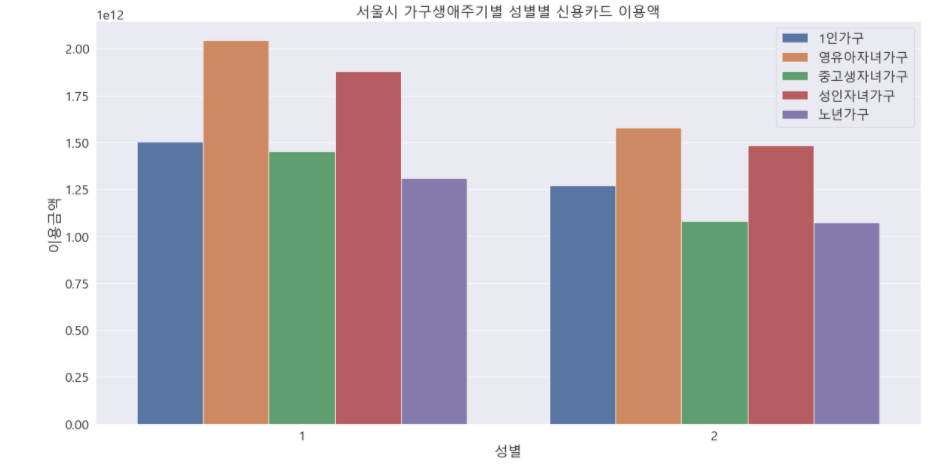 서울시 가구생애주기별 성별별 신용카드 이용액
1e12
2.00
1.75
1.50
1.25
1.00
0.75
0.50
0.25
0.00
이용금액
1인가구
영유아자녀가구
중고생자녀가구
성인자녀가구
노년가구
1
2
성별